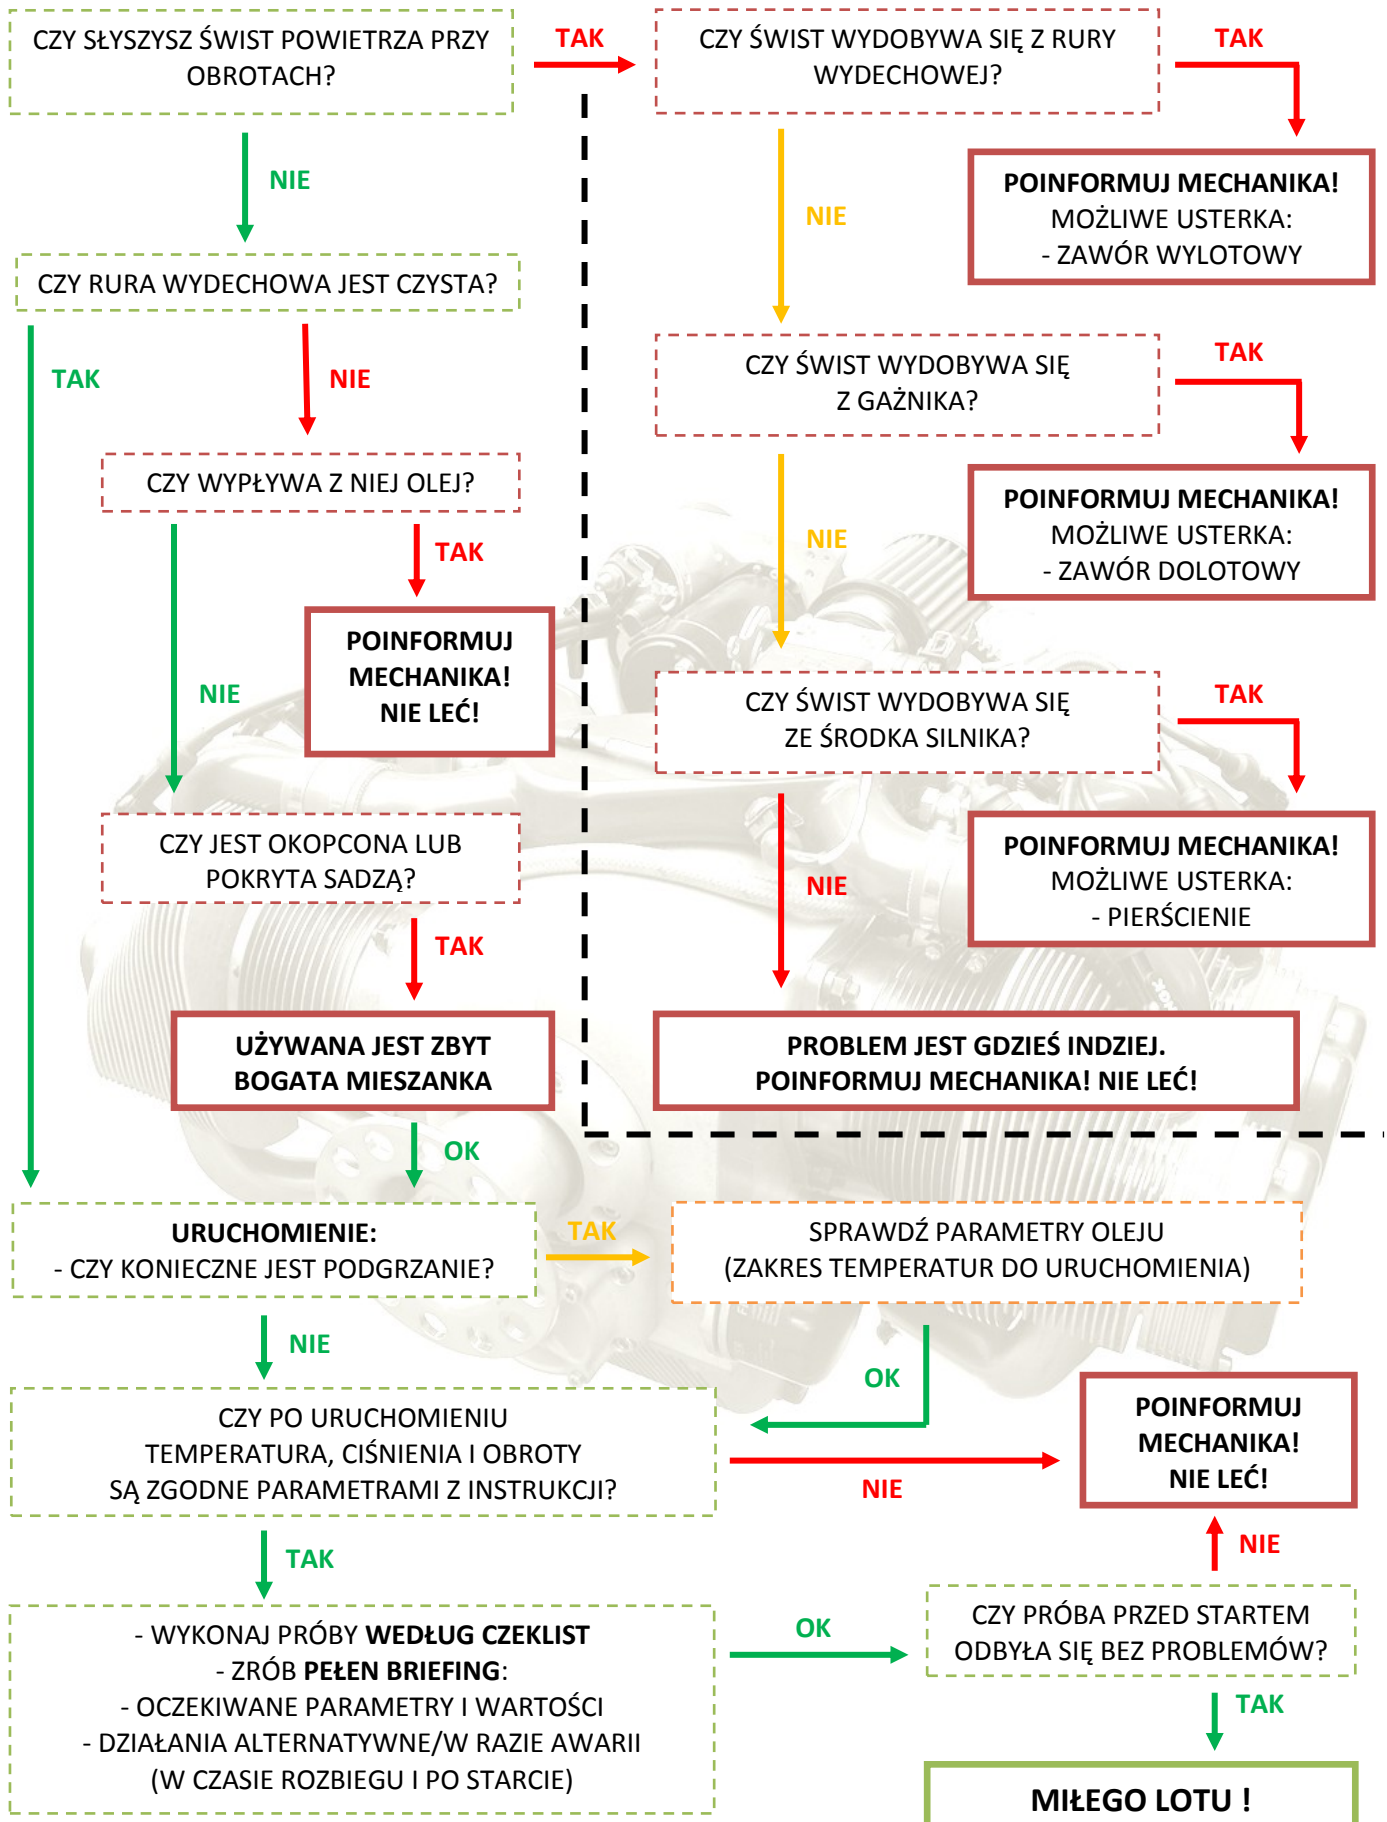 CZY SŁYSZYSZ ŚWIST POWIETRZA PRZY
OBROTACH?
TAK
CZY ŚWIST WYDOBYWA SIĘ Z RURY
WYDECHOWEJ?
TAK
NIE
POINFORMUJ MECHANIKA!
MOŻLIWE USTERKA:
- ZAWÓR WYLOTOWY
NIE
CZY RURA WYDECHOWA JEST CZYSTA?
TAK
NIE
CZY ŚWIST WYDOBYWA SIĘ
Z GAŻNIKA?
TAK
CZY WYPŁYWA Z NIEJ OLEJ?
POINFORMUJ MECHANIKA!
MOŻLIWE USTERKA:
- ZAWÓR DOLOTOWY
NIE
TAK
POINFORMUJ
MECHANIKA!
NIE LEĆ!
NIE
CZY ŚWIST WYDOBYWA SIĘ
ZE ŚRODKA SILNIKA?
TAK
CZY JEST OKOPCONA LUB
POKRYTA SADZĄ?
POINFORMUJ MECHANIKA!
MOŻLIWE USTERKA:
- PIERŚCIENIE
NIE
TAK
UŻYWANA JEST ZBYT
BOGATA MIESZANKA
PROBLEM JEST GDZIEŚ INDZIEJ.
POINFORMUJ MECHANIKA! NIE LEĆ!
OK
URUCHOMIENIE:
- CZY KONIECZNE JEST PODGRZANIE?
TAK
SPRAWDŹ PARAMETRY OLEJU
(ZAKRES TEMPERATUR DO URUCHOMIENIA)
NIE
OK
CZY PO URUCHOMIENIU
TEMPERATURA, CIŚNIENIA I OBROTY
SĄ ZGODNE PARAMETRAMI Z INSTRUKCJI?
NIE
POINFORMUJ
MECHANIKA!
NIE LEĆ!
TAK
NIE
- WYKONAJ PRÓBY WEDŁUG CZEKLIST
- ZRÓB PEŁEN BRIEFING:
- OCZEKIWANE PARAMETRY I WARTOŚCI
- DZIAŁANIA ALTERNATYWNE/W RAZIE AWARII
(W CZASIE ROZBIEGU I PO STARCIE)
OK
CZY PRÓBA PRZED STARTEM
ODBYŁA SIĘ BEZ PROBLEMÓW?
TAK
MIŁEGO LOTU !